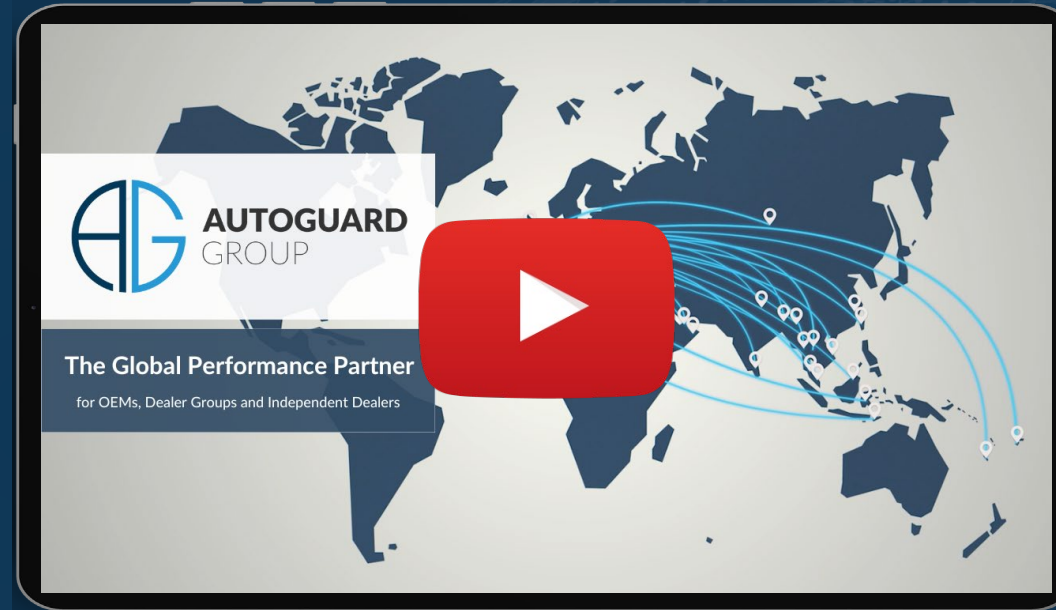 AUTOGUARD
GROUP
The Global Performance Partner
for OEMs, Dealer Groups and Independent Dealers